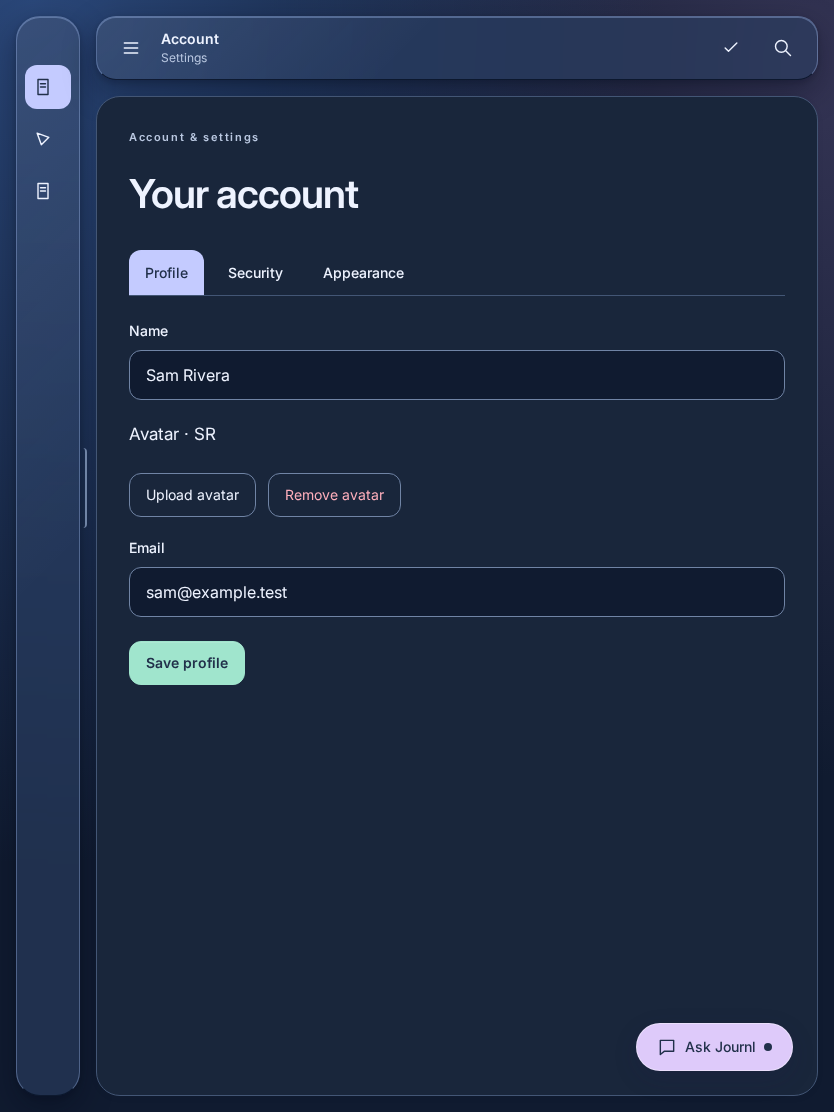 Account
Settings
Account & settings
Your account
Profile Security Appearance
Name
Sam Rivera
Avatar · SR
Upload avatar Remove avatar
Email
sam@example.test
Save profile
Ask Journl